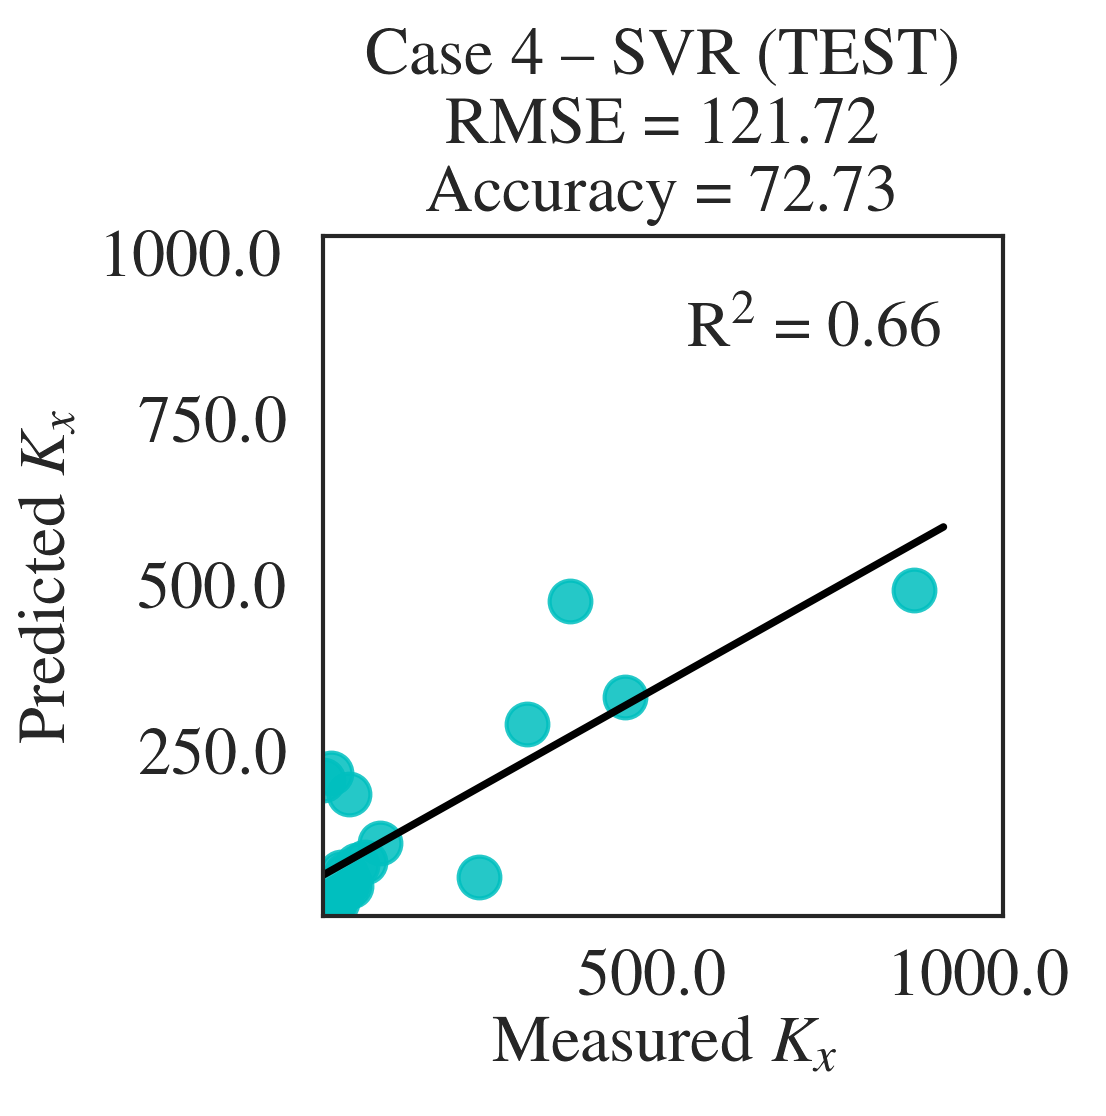 Case 4 – SVR (TEST)
RMSE = 121.72
Accuracy = 72.73
1000.0
R² = 0.66
750.0
500.0
250.0
Predicted Kₓ
500.0 1000.0
Measured Kₓ